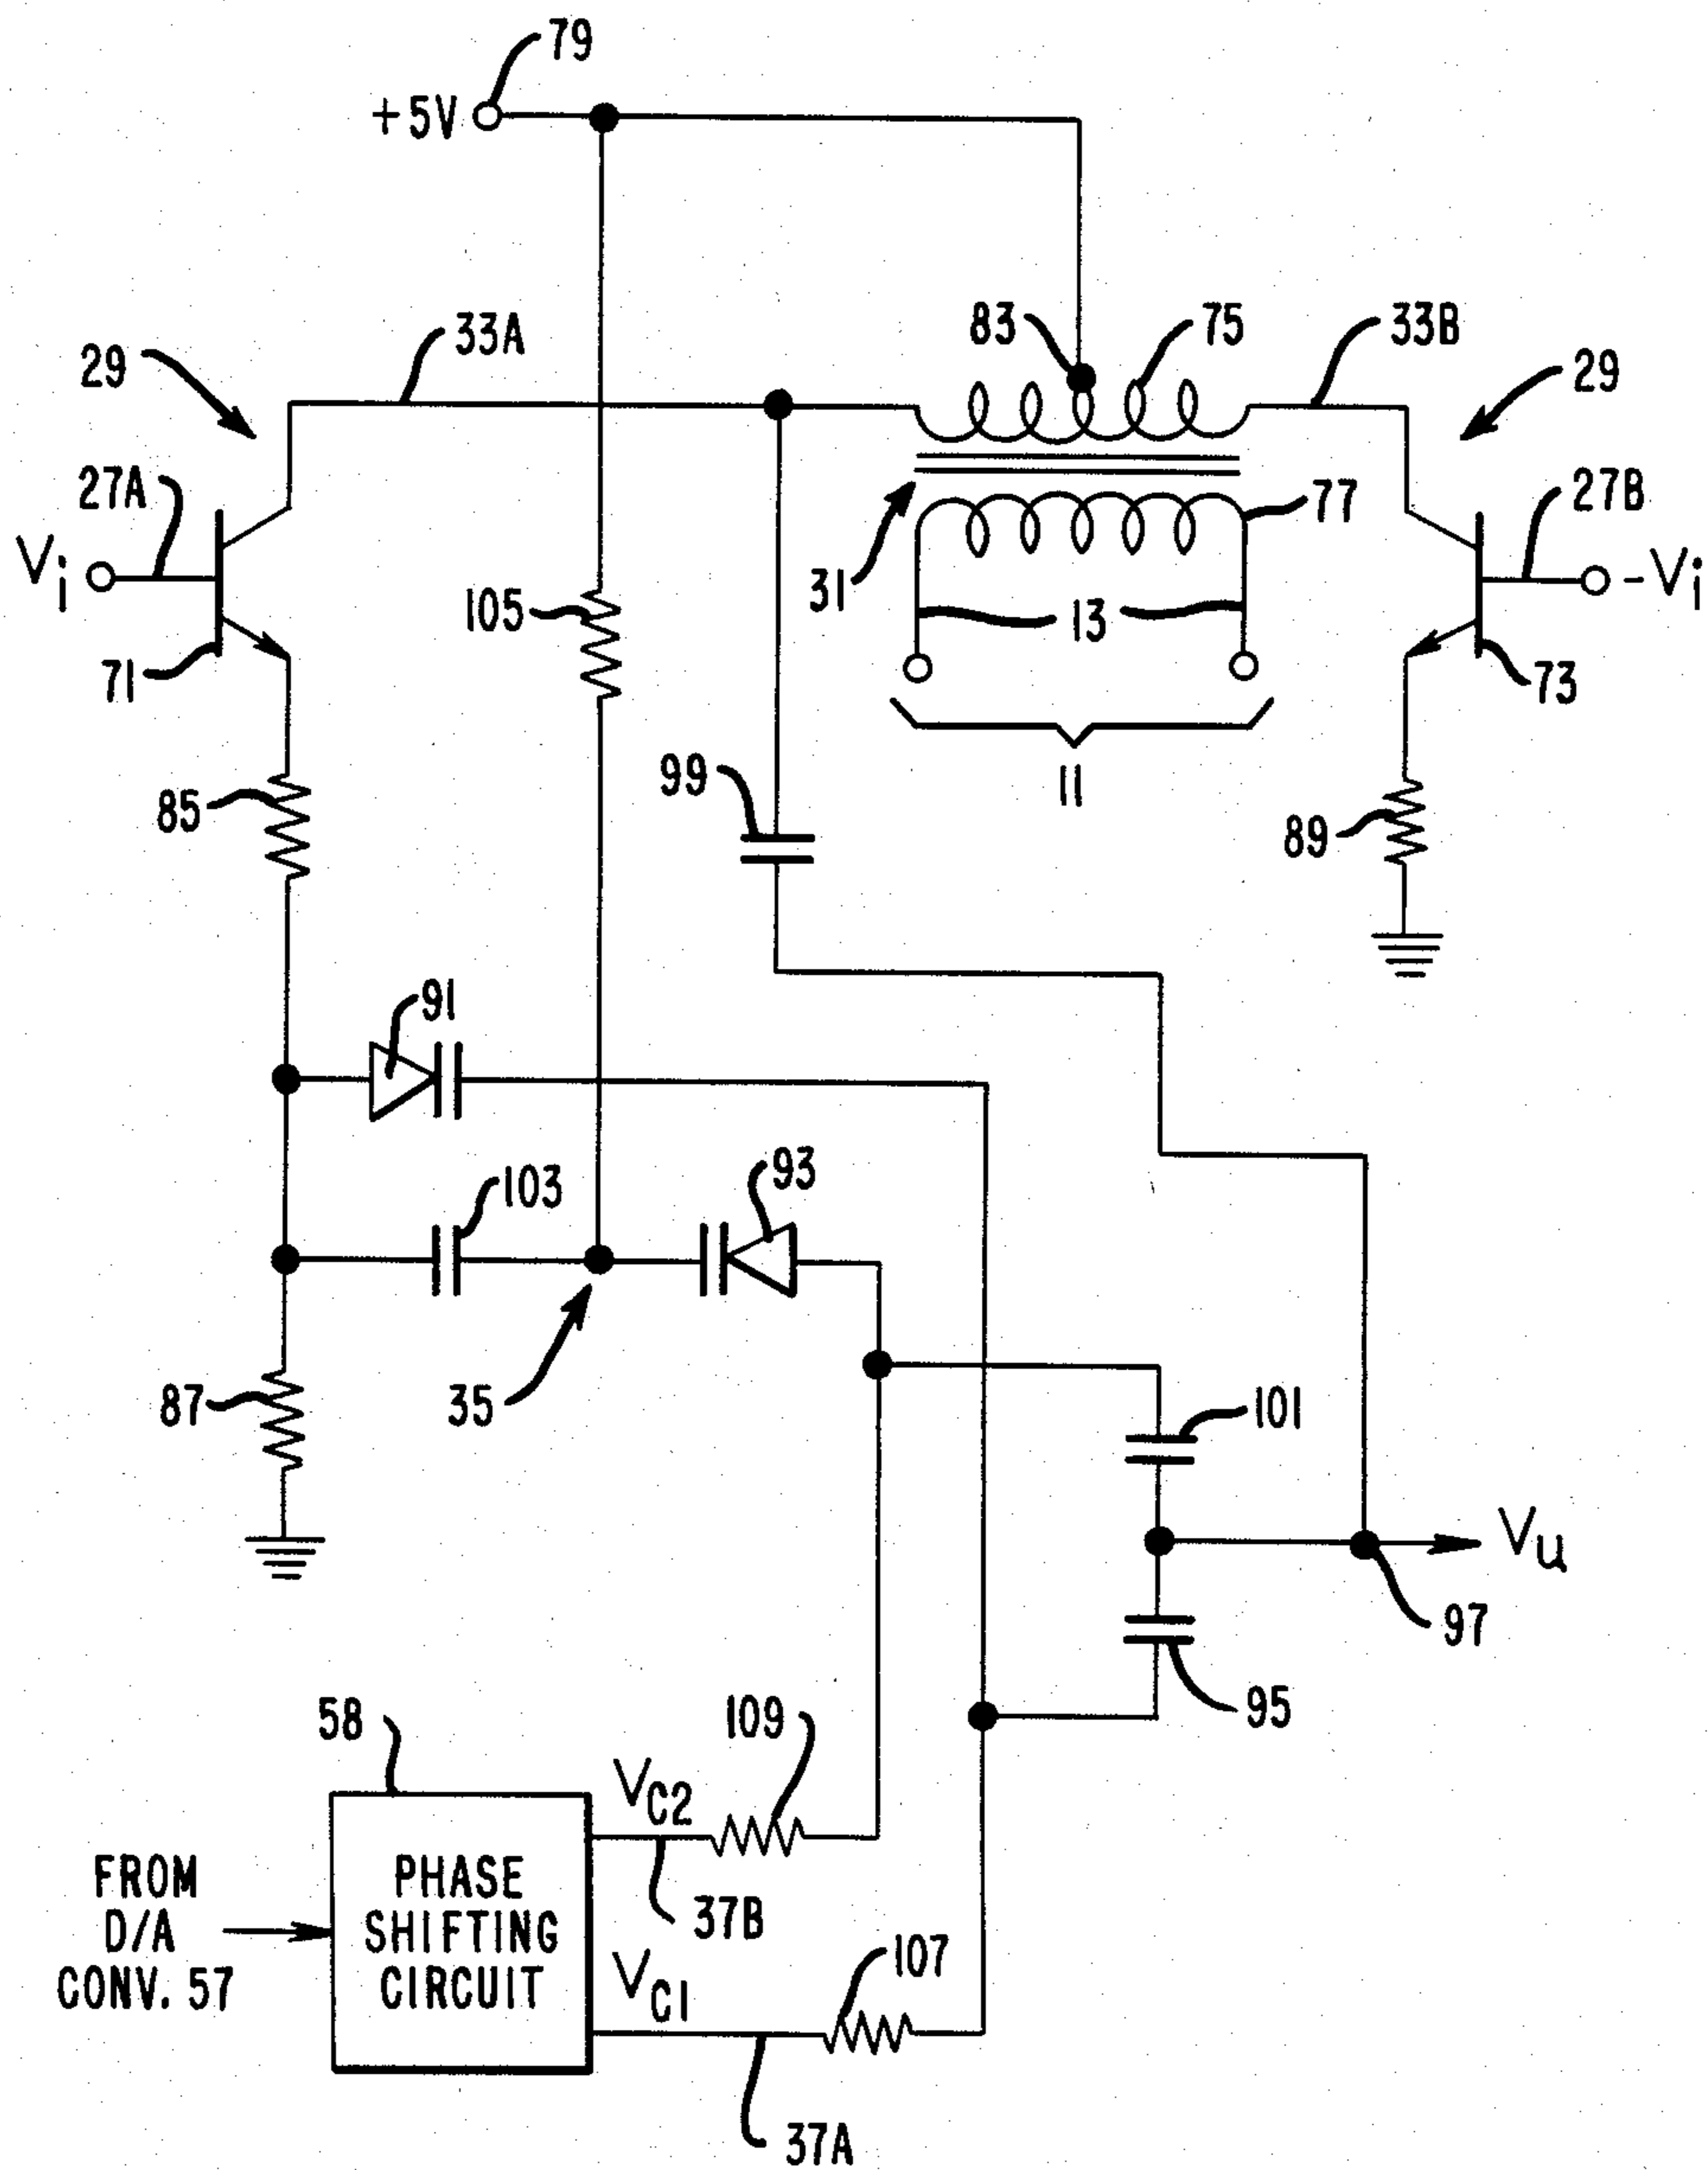 79
+5V
83
75
33B
33A
29
29
27A
27B
77
Vi
-Vi
105
31
13
71
73
99
11
85
89
91
93
103
87
35
101
Vu
97
95
58
109
VC2
FROM
D/A
CONV. 57
PHASE
SHIFTING
CIRCUIT
37B
VC1
107
37A